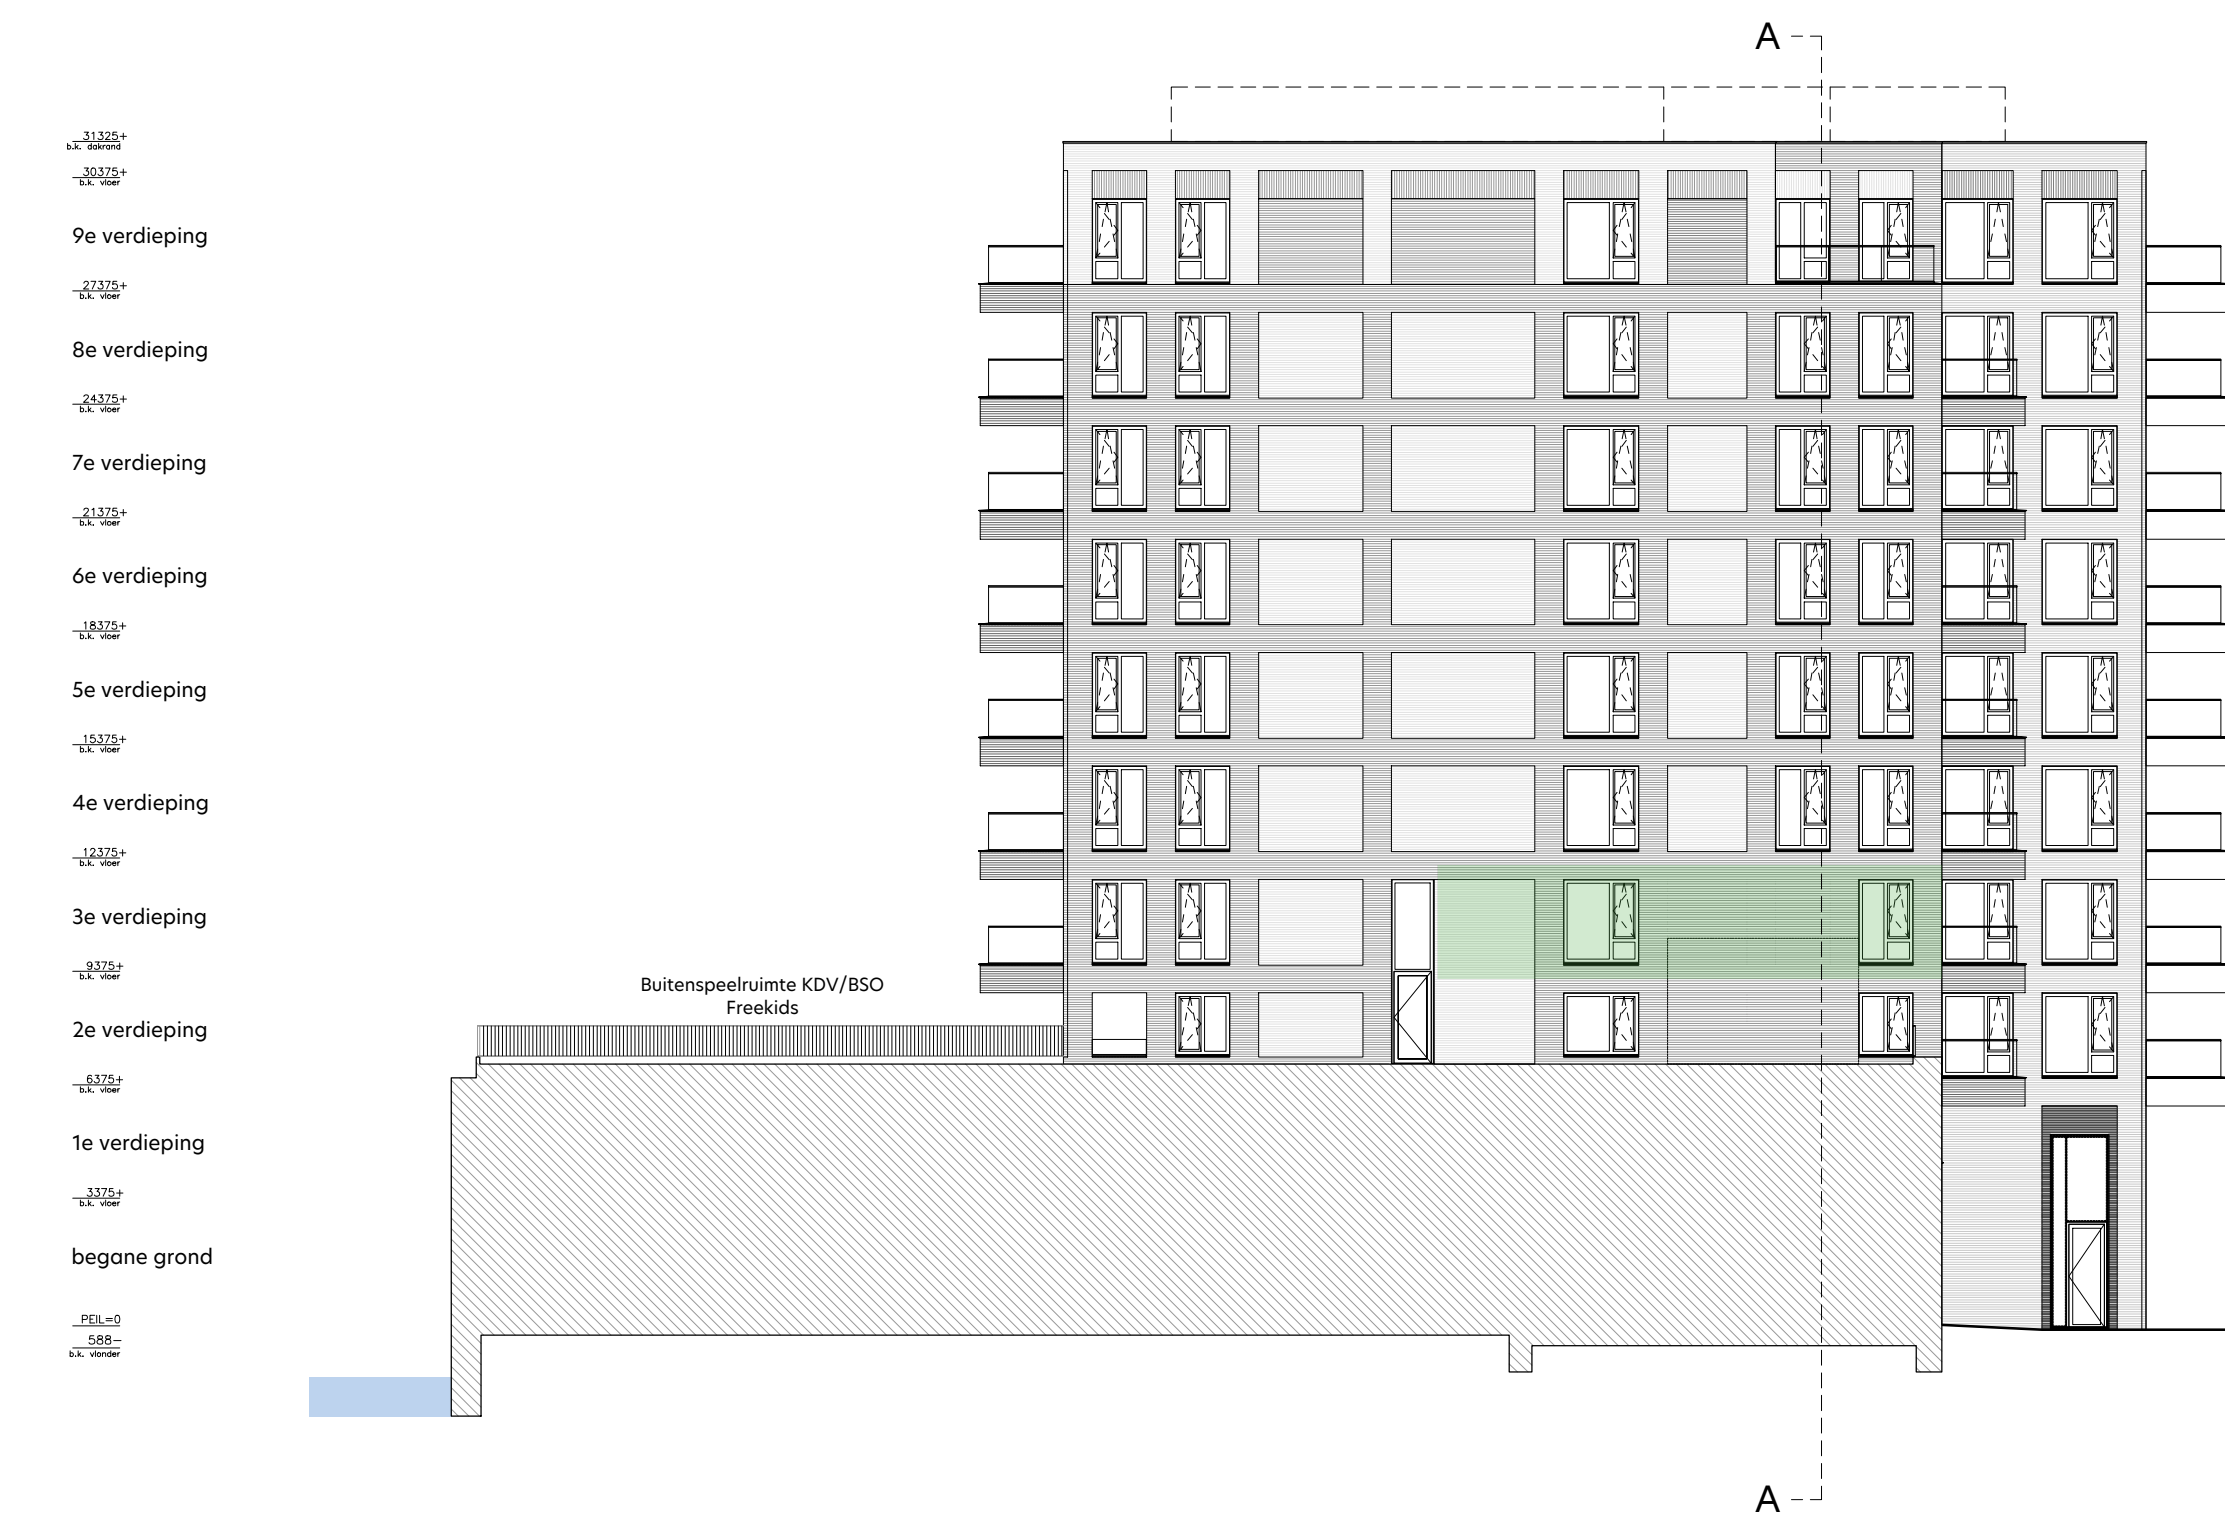 A
31325+
b.k. dakrand
30375+
b.k. vloer
9e verdieping
27375+
b.k. vloer
8e verdieping
24375+
b.k. vloer
7e verdieping
21375+
b.k. vloer
6e verdieping
18375+
b.k. vloer
5e verdieping
15375+
b.k. vloer
4e verdieping
12375+
b.k. vloer
3e verdieping
9375+
b.k. vloer
Buitenspeelruimte KDV/BSO
Freekids
2e verdieping
6375+
b.k. vloer
1e verdieping
3375+
b.k. vloer
begane grond
PEIL=0
588-
b.k. vlonder
A